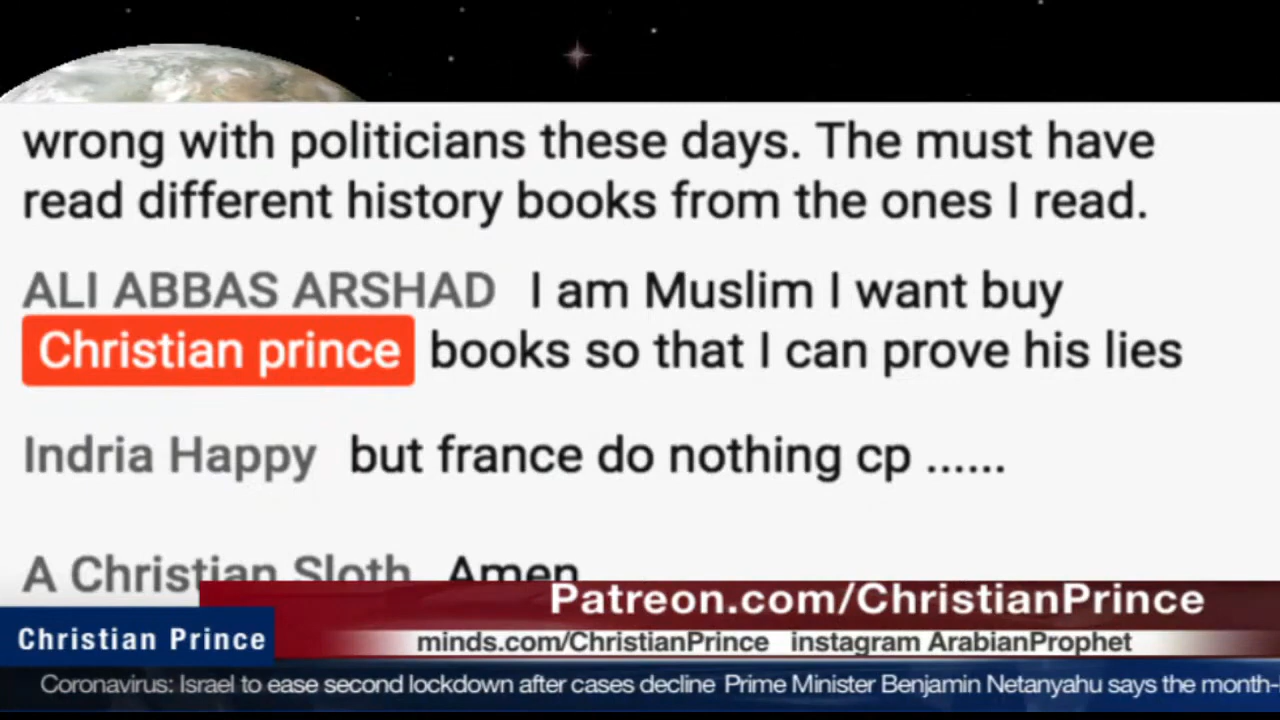 wrong with politicians these days. The must have
read different history books from the ones I read.
ALI ABBAS ARSHAD I am Muslim I want buy
Christian prince books so that I can prove his lies
Indria Happy but france do nothing cp ......
A Christian Sloth Amen
Patreon.com/ChristianPrince
Christian Prince
minds.com/ChristianPrince instagram ArabianProphet
Coronavirus: Israel to ease second lockdown after cases decline Prime Minister Benjamin Netanyahu says the month-